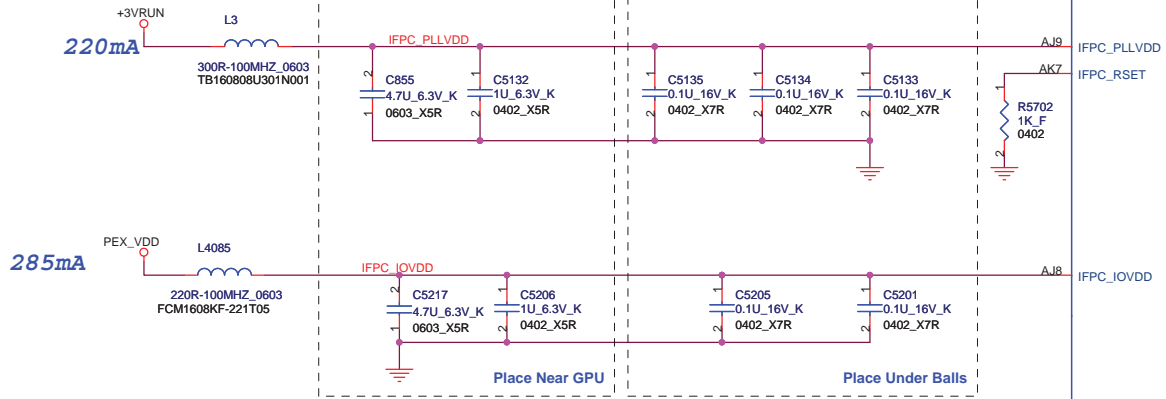 +3VRUN
L3
220mA
300R-100MHZ_0603
TB160808U301N001
IFPC_PLLVDD
AJ9 IFPC_PLLVDD
AK7 IFPC_RSET
2 C855
4.7U_6.3V_K
1 0603_X5R
1 C5132
1U_6.3V_K
2 0402_X5R
1 C5135
0.1U_16V_K
2 0402_X7R
1 C5134
0.1U_16V_K
2 0402_X7R
1 C5133
0.1U_16V_K
2 0402_X7R
1 R5702
1K_F
2 0402
PEX_VDD
L4085
285mA
220R-100MHZ_0603
FCM1608KF-221T05
IFPC_IOVDD
AJ8 IFPC_IOVDD
2 C5217
4.7U_6.3V_K
1 0603_X5R
1 C5206
1U_6.3V_K
2 0402_X5R
1 C5205
0.1U_16V_K
2 0402_X7R
1 C5201
0.1U_16V_K
2 0402_X7R
Place Near GPU
Place Under Balls